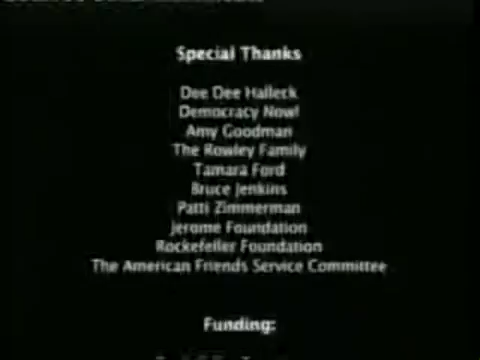 Special Thanks
Dee Dee Halleck
Democracy Now!
Amy Goodman
The Rowley Family
Tamara Ford
Bruce Jenkins
Patti Zimmerman
Jerome Foundation
Rockefeller Foundation
The American Friends Service Committee
Funding: